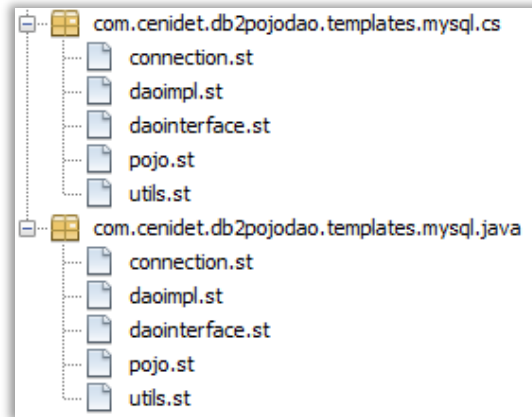 com.cenidet.db2pojodao.templates.mysql.cs
connection.st
daoimpl.st
daointerface.st
pojo.st
utils.st
com.cenidet.db2pojodao.templates.mysql.java
connection.st
daoimpl.st
daointerface.st
pojo.st
utils.st